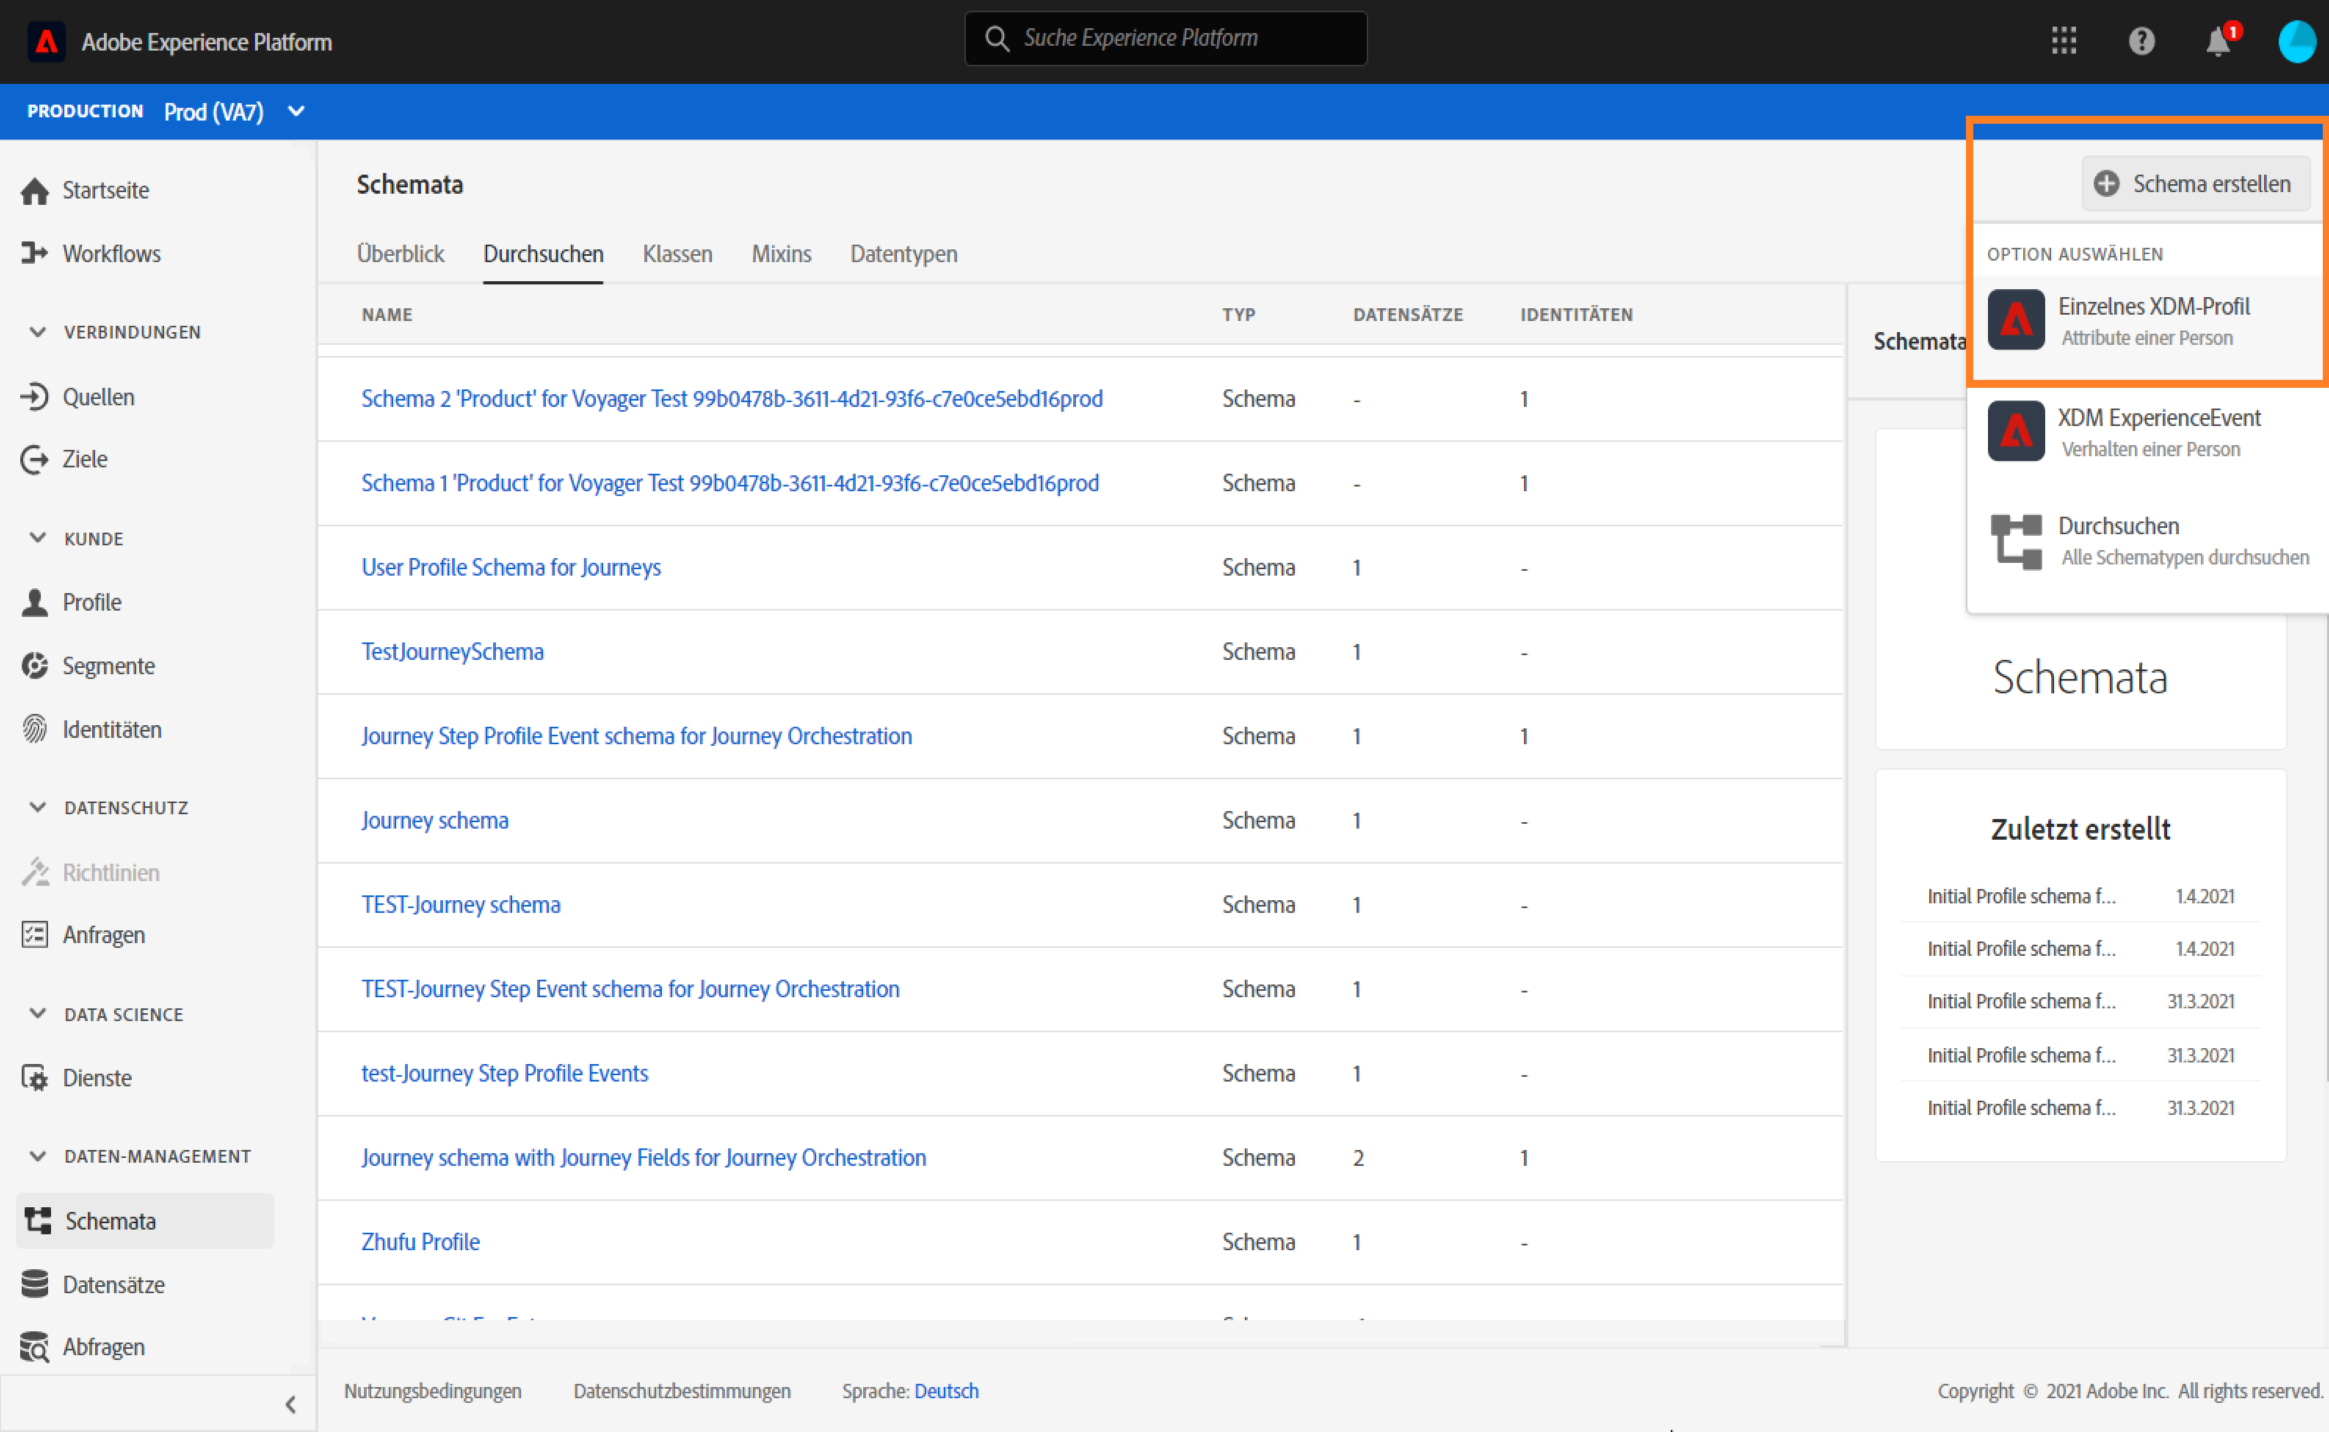 Adobe Experience Platform
Suche Experience Platform
1
PRODUCTION Prod (VA7)
Startseite
Workflows
VERBINDUNGEN
Quellen
Ziele
KUNDE
Profile
Segmente
Identitäten
DATENSCHUTZ
Richtlinien
Anfragen
DATA SCIENCE
Dienste
DATEN-MANAGEMENT
Schemata
Datensätze
Abfragen
Schemata
Schema erstellen
Überblick Durchsuchen Klassen Mixins Datentypen
NAME TYP DATENSÄTZE IDENTITÄTEN
Schema 2 'Product' for Voyager Test 99b0478b-3611-4d21-93f6-c7e0ce5ebd16prod Schema - 1
Schema 1 'Product' for Voyager Test 99b0478b-3611-4d21-93f6-c7e0ce5ebd16prod Schema - 1
User Profile Schema for Journeys Schema 1 -
TestJourneySchema Schema 1 -
Journey Step Profile Event schema for Journey Orchestration Schema 1 1
Journey schema Schema 1 -
TEST-Journey schema Schema 1 -
TEST-Journey Step Event schema for Journey Orchestration Schema 1 -
test-Journey Step Profile Events Schema 1 -
Journey schema with Journey Fields for Journey Orchestration Schema 2 1
Zhufu Profile Schema 1 -
OPTION AUSWÄHLEN
Einzelnes XDM-Profil
Attribute einer Person
XDM ExperienceEvent
Verhalten einer Person
Durchsuchen
Alle Schematypen durchsuchen
Schemata
Schemata
Zuletzt erstellt
Initial Profile schema f... 1.4.2021
Initial Profile schema f... 1.4.2021
Initial Profile schema f... 31.3.2021
Initial Profile schema f... 31.3.2021
Initial Profile schema f... 31.3.2021
Nutzungsbedingungen Datenschutzbestimmungen Sprache: Deutsch
Copyright © 2021 Adobe Inc. All rights reserved.